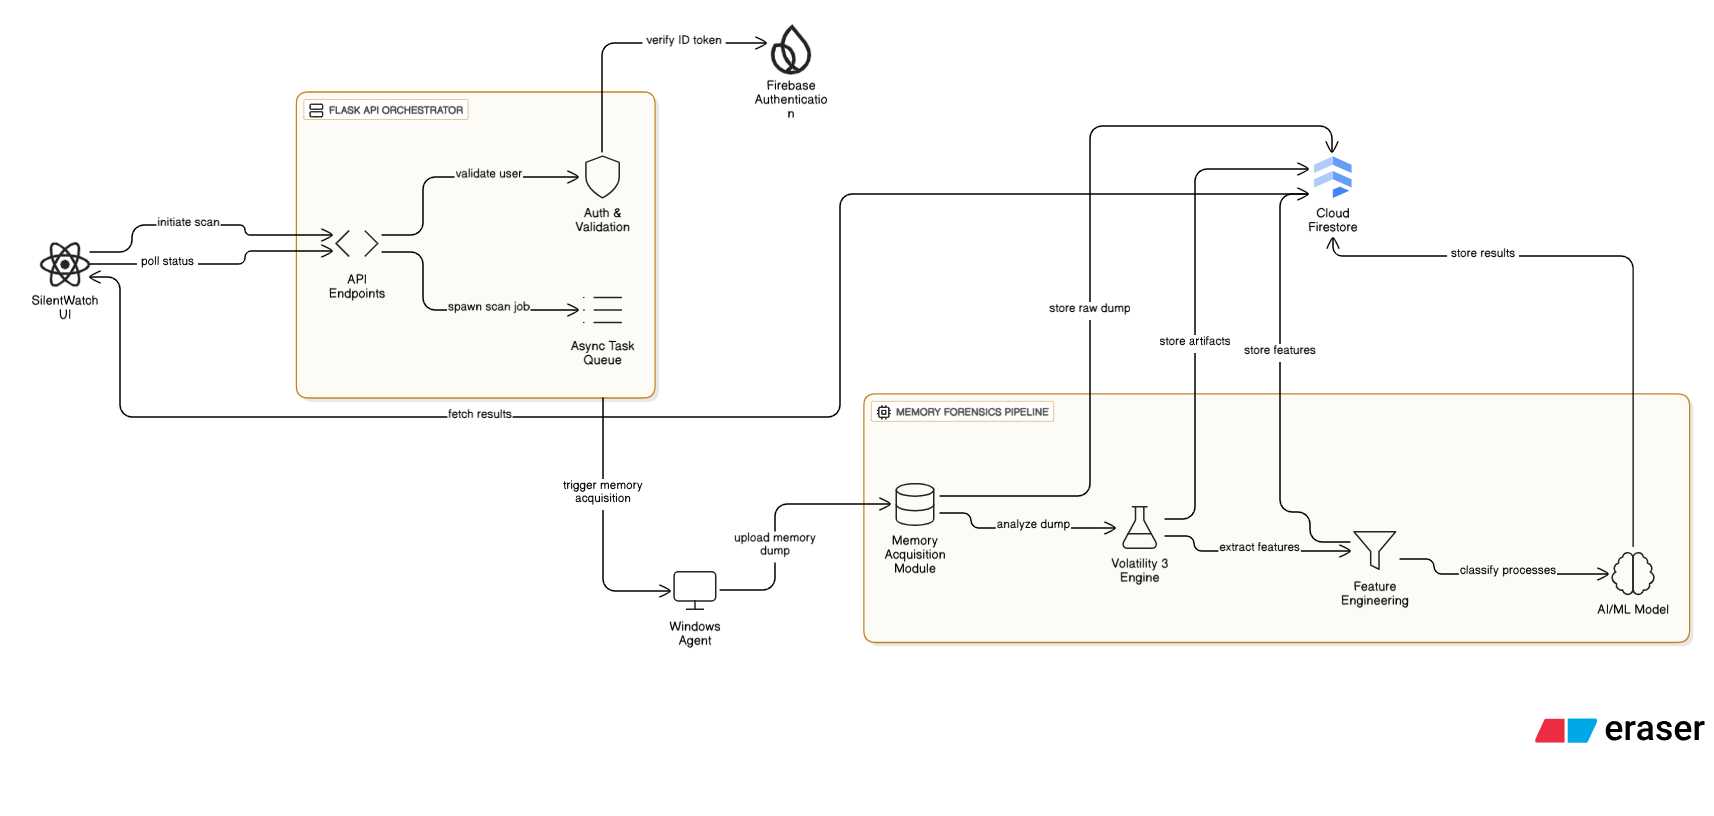 verify ID token
Firebase
Authenticatio
n
FLASK API ORCHESTRATOR
validate user
Auth &
Validation
initiate scan
poll status
SilentWatch
UI
API
Endpoints
spawn scan job
Async Task
Queue
fetch results
trigger memory
acquisition
Windows
Agent
upload memory
dump
Cloud
Firestore
store results
store raw dump
store artifacts
store features
MEMORY FORENSICS PIPELINE
Memory
Acquisition
Module
analyze dump
Volatility 3
Engine
extract features
Feature
Engineering
classify processes
AI/ML Model
eraser